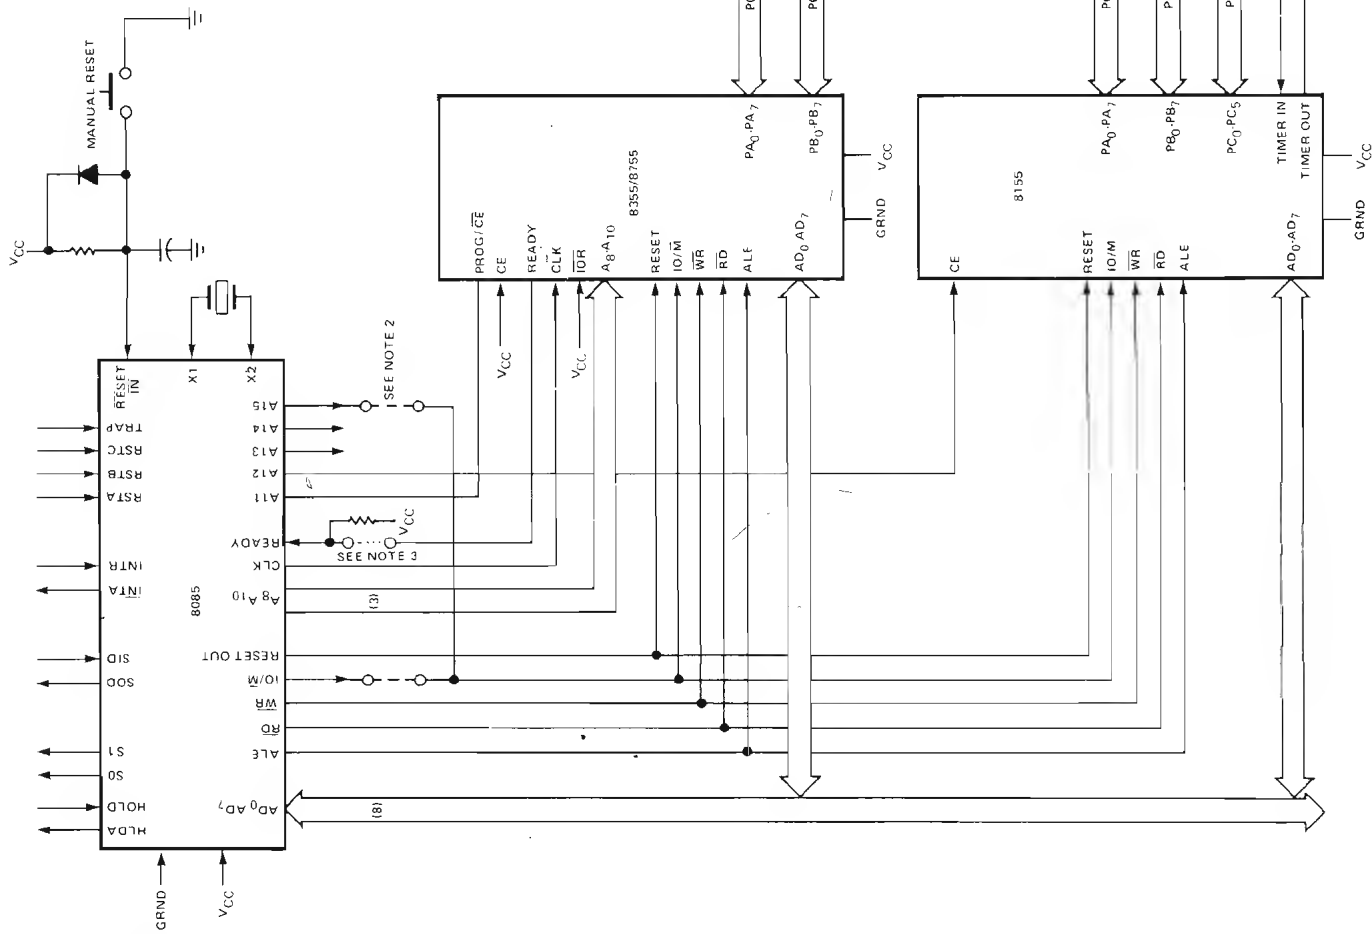 MANUAL RESET
VCC
RESET
IN
X1
X2
TRAP
RSTC
RSTB
RSTA
INTR
INTA
SID
SOD
S1
S0
HOLD
HLDA
8085
A15
A14
A13
A12
A11
READY
CLK
A8 A10
RESET OUT
IO/M
WR
RD
ALE
AD0 AD7
GRND
VCC
SEE NOTE 2
VCC
SEE NOTE 3
(3)
(8)
8355/8755
PROG/CE
CE
READY
CLK
IOR
A8-A10
RESET
IO/M
WR
RD
ALE
AD0 AD7
PA0-PA7
PB0-PB7
VCC
VCC
GRND
VCC
8155
CE
RESET
IO/M
WR
RD
ALE
AD0-AD7
PA0-PA7
PB0-PB7
PC0-PC5
TIMER IN
TIMER OUT
GRND
VCC